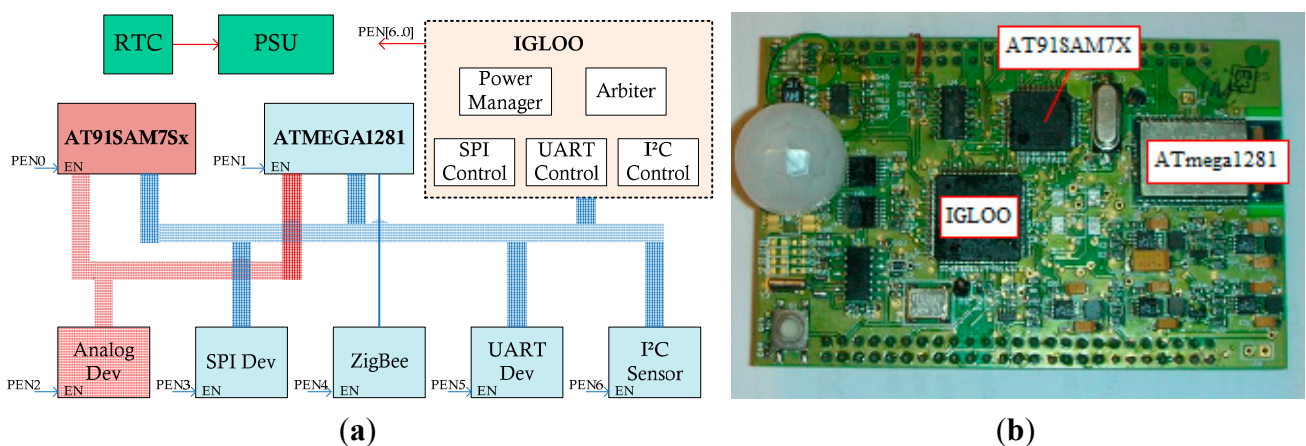 RTC
PSU
PEN[6..0]
IGLOO
Power
Manager
Arbiter
SPI
Control
UART
Control
I²C
Control
AT91SAM7Sx
EN
PEN0
ATMEGA1281
EN
PEN1
Analog
Dev
EN
PEN2
SPI Dev
EN
PEN3
ZigBee
EN
PEN4
UART
Dev
EN
PEN5
I²C
Sensor
EN
PEN6
(a)
AT91SAM7X
ATmega1281
IGLOO
(b)